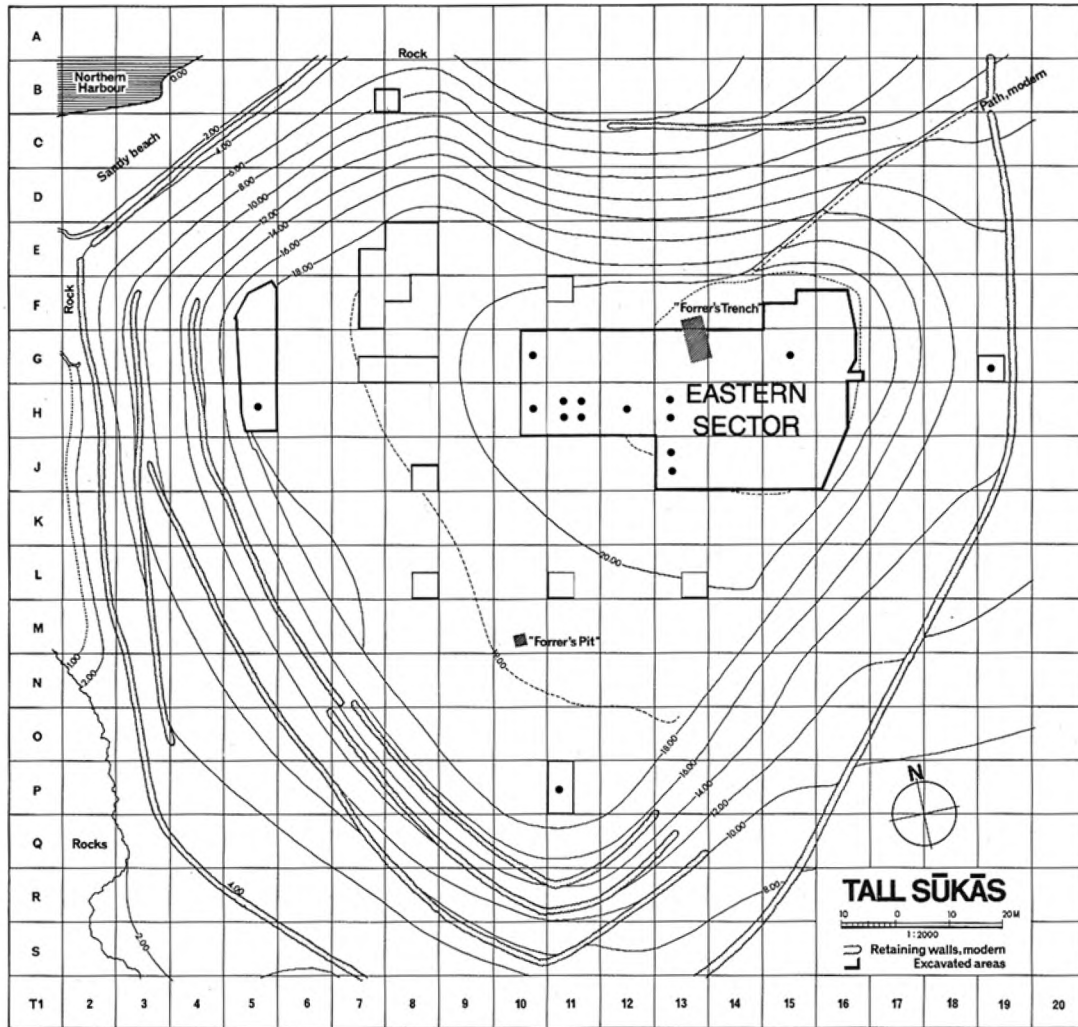 A
B
C
D
E
F
G
H
J
K
L
M
N
O
P
Q
R
S
T1 2 3 4 5 6 7 8 9 10 11 12 13 14 15 16 17 18 19 20
Northern
Harbour
0.00
Sandy beach
2.00
4.00
6.00
8.00
10.00
12.00
14.00
16.00
18.00
Rock
Rock
Path, modern
"Forrer's Trench"
EASTERN
SECTOR
20.00
"Forrer's Pit"
19.00
1.00
2.00
18.00
16.00
14.00
12.00
10.00
8.00
Rocks
4.00
2.00
N
TALL SŪKĀS
10 0 10 20M
1:2000
Retaining walls, modern
Excavated areas